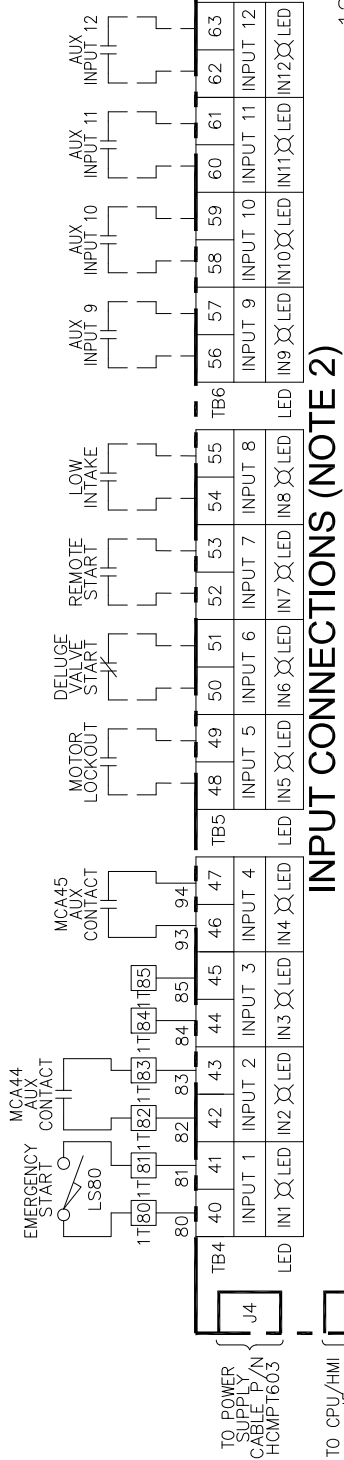 EMERGENCY
START
LS80
MCA44
AUX
CONTACT
MCA45
AUX
CONTACT
MOTOR
LOCKOUT
DELUGE
VALVE
START
REMOTE
START
LOW
INTAKE
AUX
INPUT 9
AUX
INPUT 10
AUX
INPUT 11
AUX
INPUT 12
1T80 1T81 1T82 1T83 1T84 1T85
80 81 82 83 84 85 93 94
TB4 40 41 42 43 44 45 46 47
TB5 48 49 50 51 52 53 54 55
TB6 56 57 58 59 60 61 62 63
INPUT 1 INPUT 2 INPUT 3 INPUT 4 INPUT 5 INPUT 6 INPUT 7 INPUT 8 INPUT 9 INPUT 10 INPUT 11 INPUT 12
LED IN1 LED IN2 LED IN3 LED IN4 LED
LED IN5 LED IN6 LED IN7 LED IN8 LED
LED IN9 LED IN10 LED IN11 LED IN12 LED
INPUT CONNECTIONS (NOTE 2)
J4
TO POWER
SUPPLY
CABLE P/N
HCMPT603
TO CPU/HMI